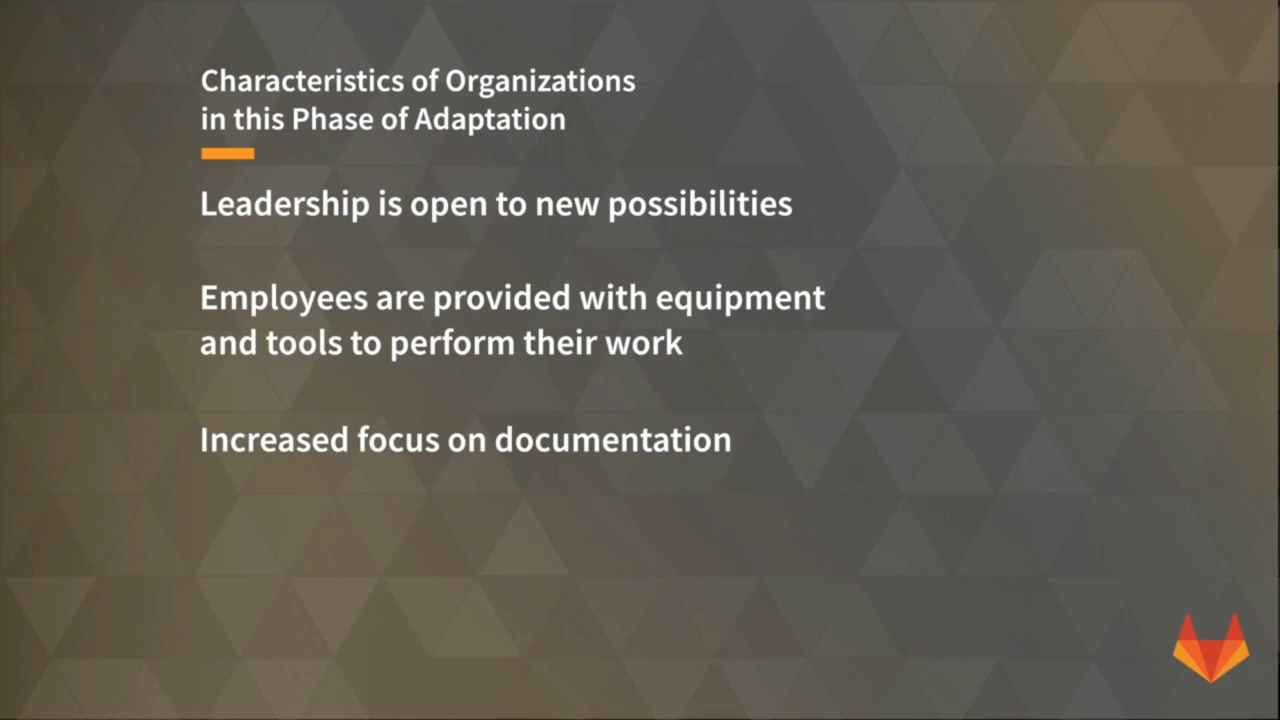 Characteristics of Organizations
in this Phase of Adaptation
Leadership is open to new possibilities
Employees are provided with equipment
and tools to perform their work
Increased focus on documentation